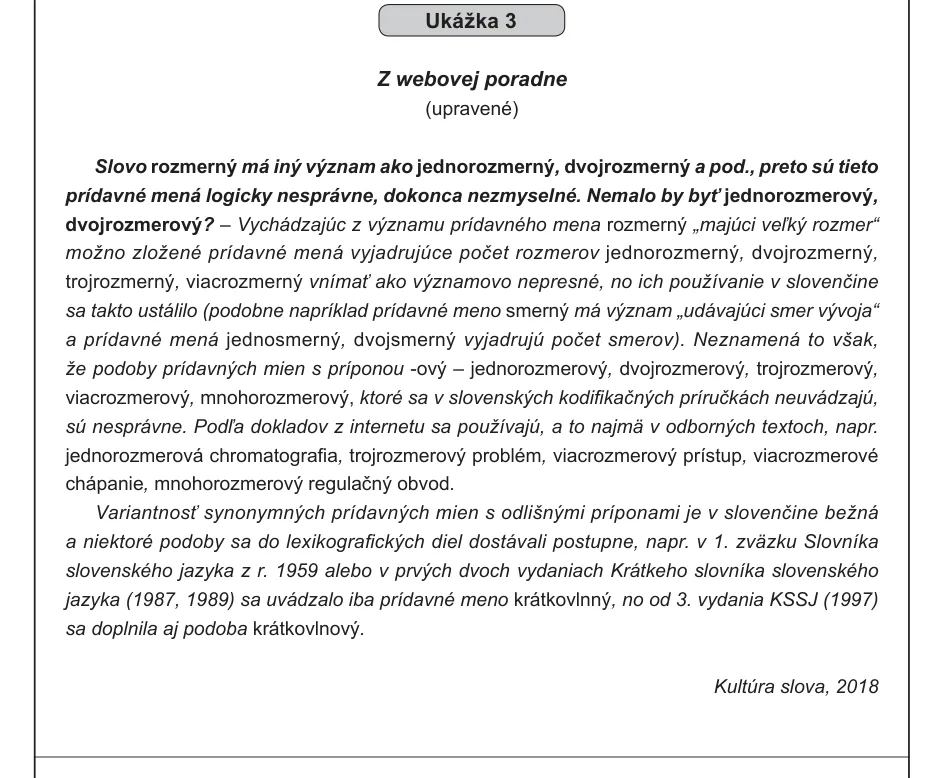 Ukážka 3
Z webovej poradne
(upravené)
Slovo rozmerný má iný význam ako jednorozmerný, dvojrozmerný a pod., preto sú tieto
prídavné mená logicky nesprávne, dokonca nezmyselné. Nemalo by byť jednorozmerový,
dvojrozmerový? – Vychádzajúc z významu prídavného mena rozmerný „majúci veľký rozmer“
možno zložené prídavné mená vyjadrujúce počet rozmerov jednorozmerný, dvojrozmerný,
trojrozmerný, viacrozmerný vnímať ako významovo nepresné, no ich používanie v slovenčine
sa takto ustálilo (podobne napríklad prídavné meno smerný má význam „udávajúci smer vývoja“
a prídavné mená jednosmerný, dvojsmerný vyjadrujú počet smerov). Neznamená to však,
že podoby prídavných mien s príponou -ový – jednorozmerový, dvojrozmerový, trojrozmerový,
viacrozmerový, mnohorozmerový, ktoré sa v slovenských kodifikačných príručkách neuvádzajú,
sú nesprávne. Podľa dokladov z internetu sa používajú, a to najmä v odborných textoch, napr.
jednorozmerová chromatografia, trojrozmerový problém, viacrozmerový prístup, viacrozmerové
chápanie, mnohorozmerový regulačný obvod.
Variantnosť synonymných prídavných mien s odlišnými príponami je v slovenčine bežná
a niektoré podoby sa do lexikografických diel dostávali postupne, napr. v 1. zväzku Slovníka
slovenského jazyka z r. 1959 alebo v prvých dvoch vydaniach Krátkeho slovníka slovenského
jazyka (1987, 1989) sa uvádzalo iba prídavné meno krátkovlnný, no od 3. vydania KSSJ (1997)
sa doplnila aj podoba krátkovlnový.
Kultúra slova, 2018